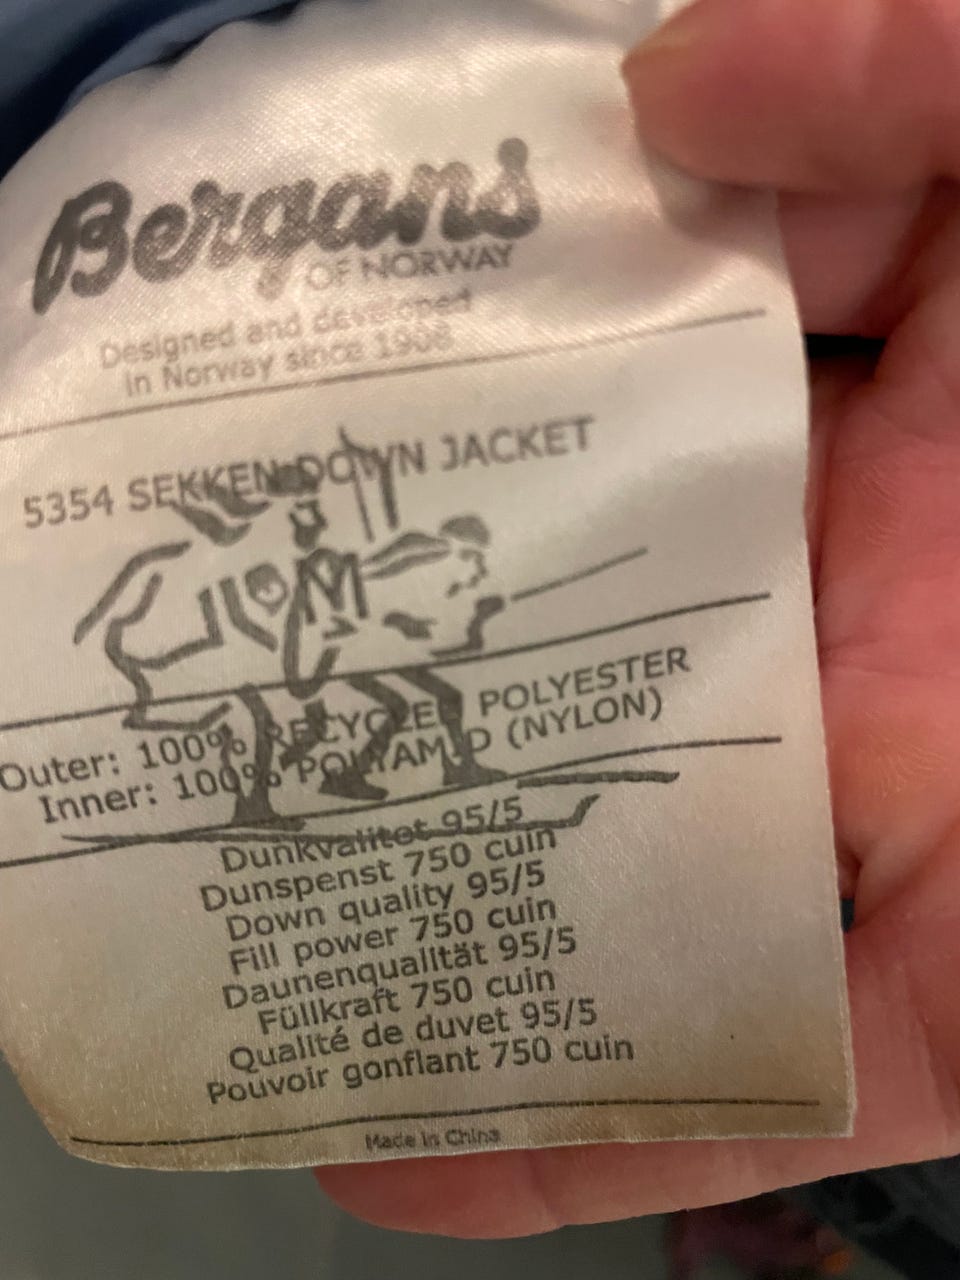 Bergans
OF NORWAY
Designed and developed
in Norway since 1908
5354 SEKKEN DOWN JACKET
Outer: 100% RECYCLED POLYESTER
Inner: 100% POLYAMID (NYLON)
Dunkvalitet 95/5
Dunspenst 750 cuin
Down quality 95/5
Fill power 750 cuin
Daunenqualität 95/5
Füllkraft 750 cuin
Qualité de duvet 95/5
Pouvoir gonflant 750 cuin
Made in China